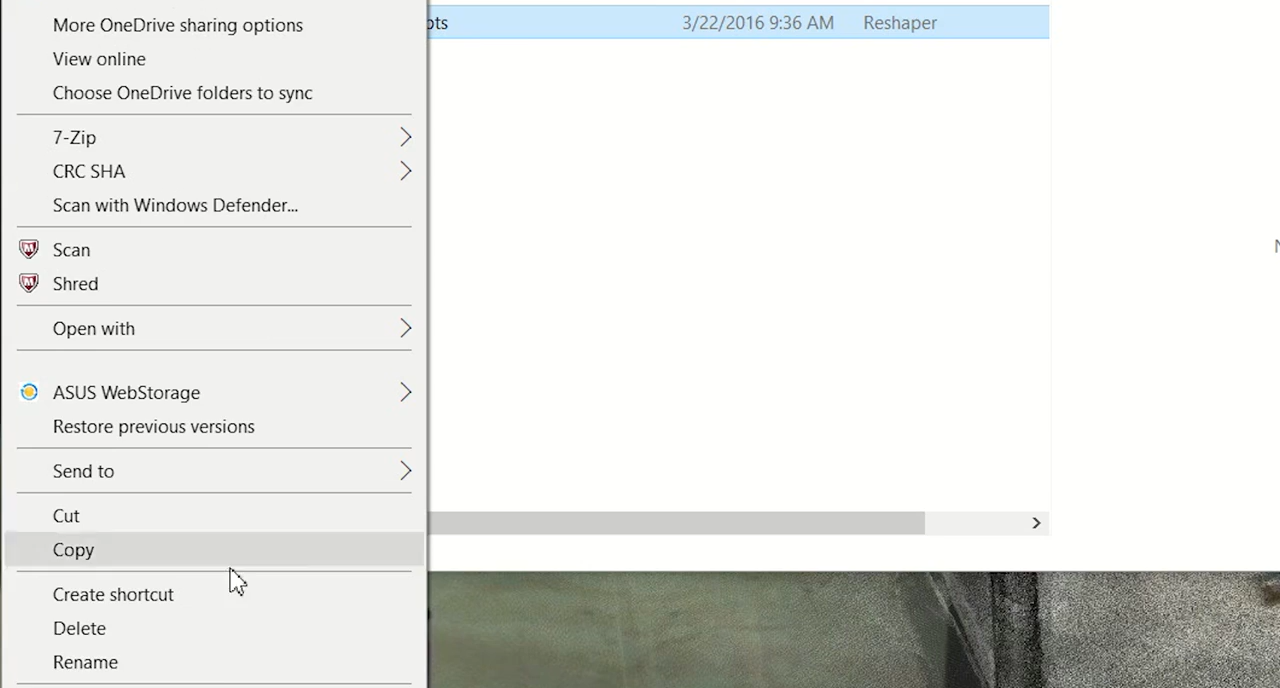 More OneDrive sharing options
View online
Choose OneDrive folders to sync
7-Zip
CRC SHA
Scan with Windows Defender...
Scan
Shred
Open with
ASUS WebStorage
Restore previous versions
Send to
Cut
Copy
Create shortcut
Delete
Rename
3/22/2016 9:36 AM Reshaper